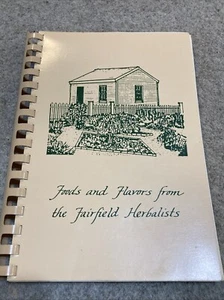 Foods and Flavors from
the Fairfield Herbalists